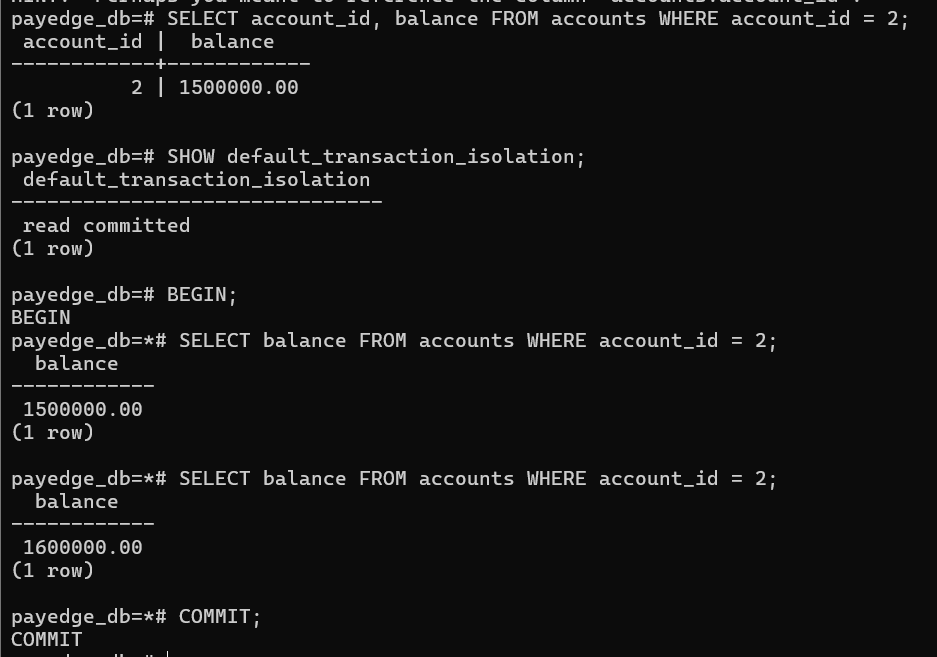 payedge_db=# SELECT account_id, balance FROM accounts WHERE account_id = 2;
 account_id |  balance
------------+------------
          2 | 1500000.00
(1 row)

payedge_db=# SHOW default_transaction_isolation;
 default_transaction_isolation
-------------------------------
 read committed
(1 row)

payedge_db=# BEGIN;
BEGIN
payedge_db=*# SELECT balance FROM accounts WHERE account_id = 2;
  balance
------------
 1500000.00
(1 row)

payedge_db=*# SELECT balance FROM accounts WHERE account_id = 2;
  balance
------------
 1600000.00
(1 row)

payedge_db=*# COMMIT;
COMMIT